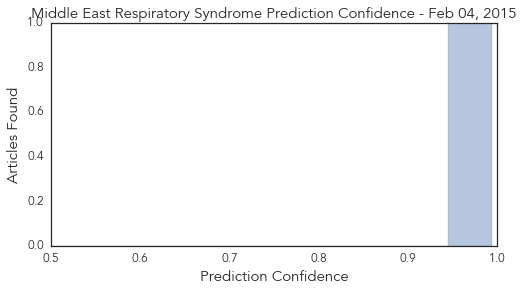 Middle East Respiratory Syndrome Prediction Confidence - Feb 04, 2015
1.0
0.8
0.6
0.4
0.2
0.0
Articles Found
0.5 0.6 0.7 0.8 0.9 1.0
Prediction Confidence